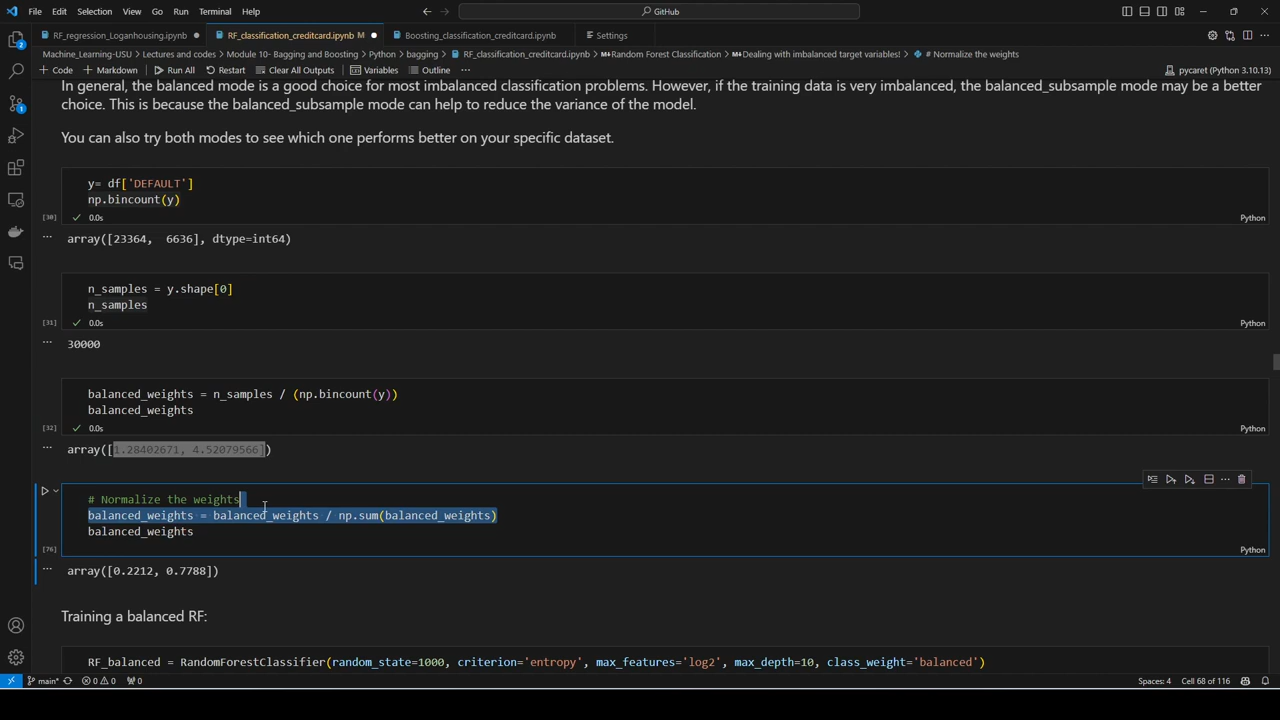 File Edit Selection View Go Run Terminal Help
GitHub
RF_regression_Loganhousing.ipynb
RF_classification_creditcard.ipynb M
Boosting_classification_creditcard.ipynb
Settings
Machine_Learning-USU > Lectures and codes > Module 10- Bagging and Boosting > Python > bagging > RF_classification_creditcard.ipynb > Random Forest Classification > Dealing with imbalanced target variables! > # Normalize the weights
+ Code + Markdown Run All Restart Clear All Outputs Variables Outline ... pycaret (Python 3.10.13)
In general, the balanced mode is a good choice for most imbalanced classification problems. However, if the training data is very imbalanced, the balanced_subsample mode may be a better
choice. This is because the balanced_subsample mode can help to reduce the variance of the model.
You can also try both modes to see which one performs better on your specific dataset.
y= df['DEFAULT']
np.bincount(y)
[30] 0.0s Python
array([23364,  6636], dtype=int64)
n_samples = y.shape[0]
n_samples
[31] 0.0s Python
30000
balanced_weights = n_samples / (np.bincount(y))
balanced_weights
[32] 0.0s Python
array([1.28402671, 4.52079566])
# Normalize the weights
balanced_weights = balanced_weights / np.sum(balanced_weights)
balanced_weights
[76] Python
array([0.2212, 0.7788])
Training a balanced RF:
RF_balanced = RandomForestClassifier(random_state=1000, criterion='entropy', max_features='log2', max_depth=10, class_weight='balanced')
main* 0 0 0 Spaces: 4 Cell 68 of 116